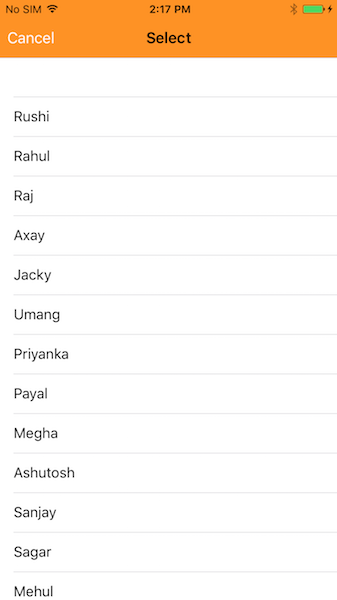 No SIM 2:17 PM
Cancel Select
Rushi
Rahul
Raj
Axay
Jacky
Umang
Priyanka
Payal
Megha
Ashutosh
Sanjay
Sagar
Mehul